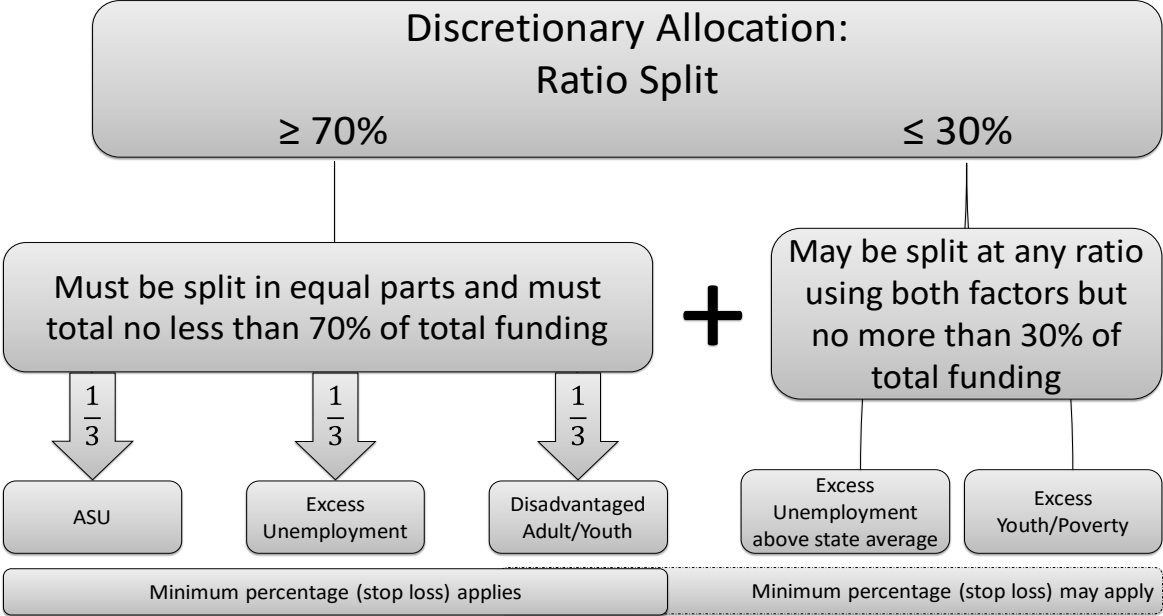 Discretionary Allocation:
Ratio Split
≥ 70%
≤ 30%
Must be split in equal parts and must
total no less than 70% of total funding
+
May be split at any ratio
using both factors but
no more than 30% of
total funding
1/3
1/3
1/3
ASU
Excess
Unemployment
Disadvantaged
Adult/Youth
Excess
Unemployment
above state average
Excess
Youth/Poverty
Minimum percentage (stop loss) applies
Minimum percentage (stop loss) may apply